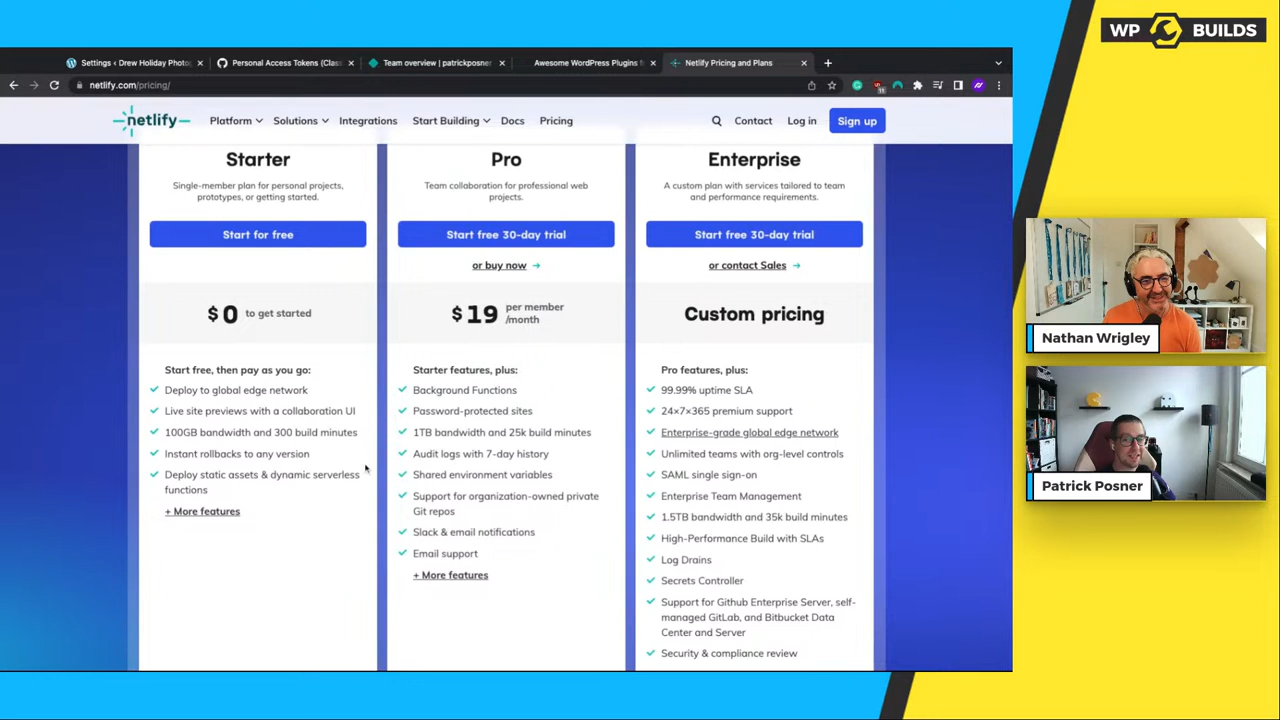 WP BUILDS
Settings ‹ Drew Holiday Photo
Personal Access Tokens (Class
Team overview | patrickposner
Awesome WordPress Plugins f
Netlify Pricing and Plans
netlify.com/pricing/
netlify
Platform
Solutions
Integrations
Start Building
Docs
Pricing
Contact
Log in
Sign up
Starter
Single-member plan for personal projects,
prototypes, or getting started.
Start for free
$0 to get started
Start free, then pay as you go:
Deploy to global edge network
Live site previews with a collaboration UI
100GB bandwidth and 300 build minutes
Instant rollbacks to any version
Deploy static assets & dynamic serverless
functions
+ More features
Pro
Team collaboration for professional web
projects.
Start free 30-day trial
or buy now →
$19 per member
/month
Starter features, plus:
Background Functions
Password-protected sites
1TB bandwidth and 25k build minutes
Audit logs with 7-day history
Shared environment variables
Support for organization-owned private
Git repos
Slack & email notifications
Email support
+ More features
Enterprise
A custom plan with services tailored to team
and performance requirements.
Start free 30-day trial
or contact Sales →
Custom pricing
Pro features, plus:
99.99% uptime SLA
24×7×365 premium support
Enterprise-grade global edge network
Unlimited teams with org-level controls
SAML single sign-on
Enterprise Team Management
1.5TB bandwidth and 35k build minutes
High-Performance Build with SLAs
Log Drains
Secrets Controller
Support for Github Enterprise Server, self-
managed GitLab, and Bitbucket Data
Center and Server
Security & compliance review
Nathan Wrigley
Patrick Posner